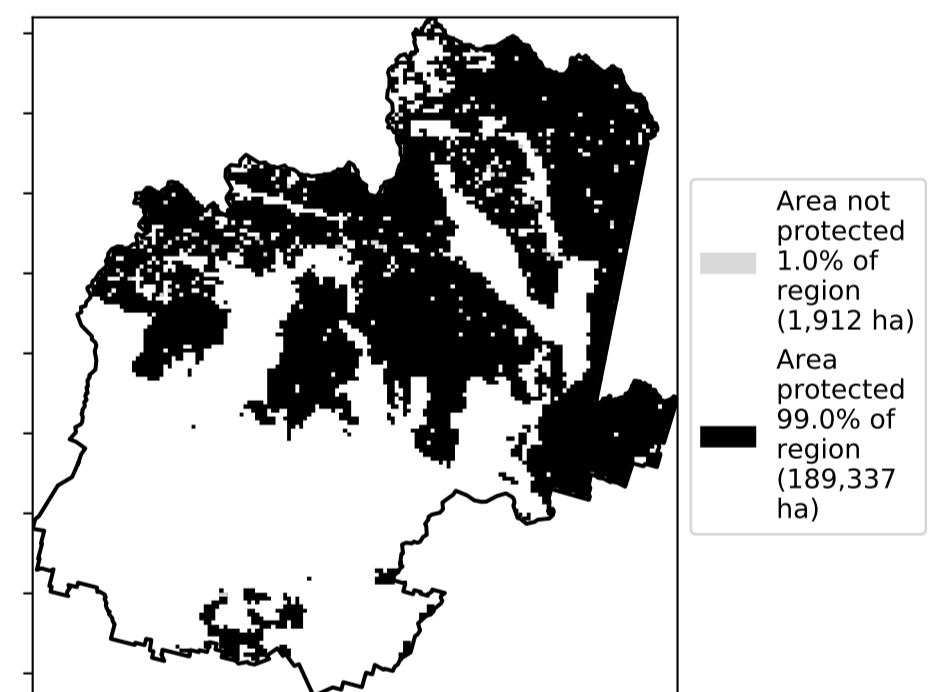 Area not
protected
1.0% of
region
(1,912 ha)
Area
protected
99.0% of
region
(189,337
ha)